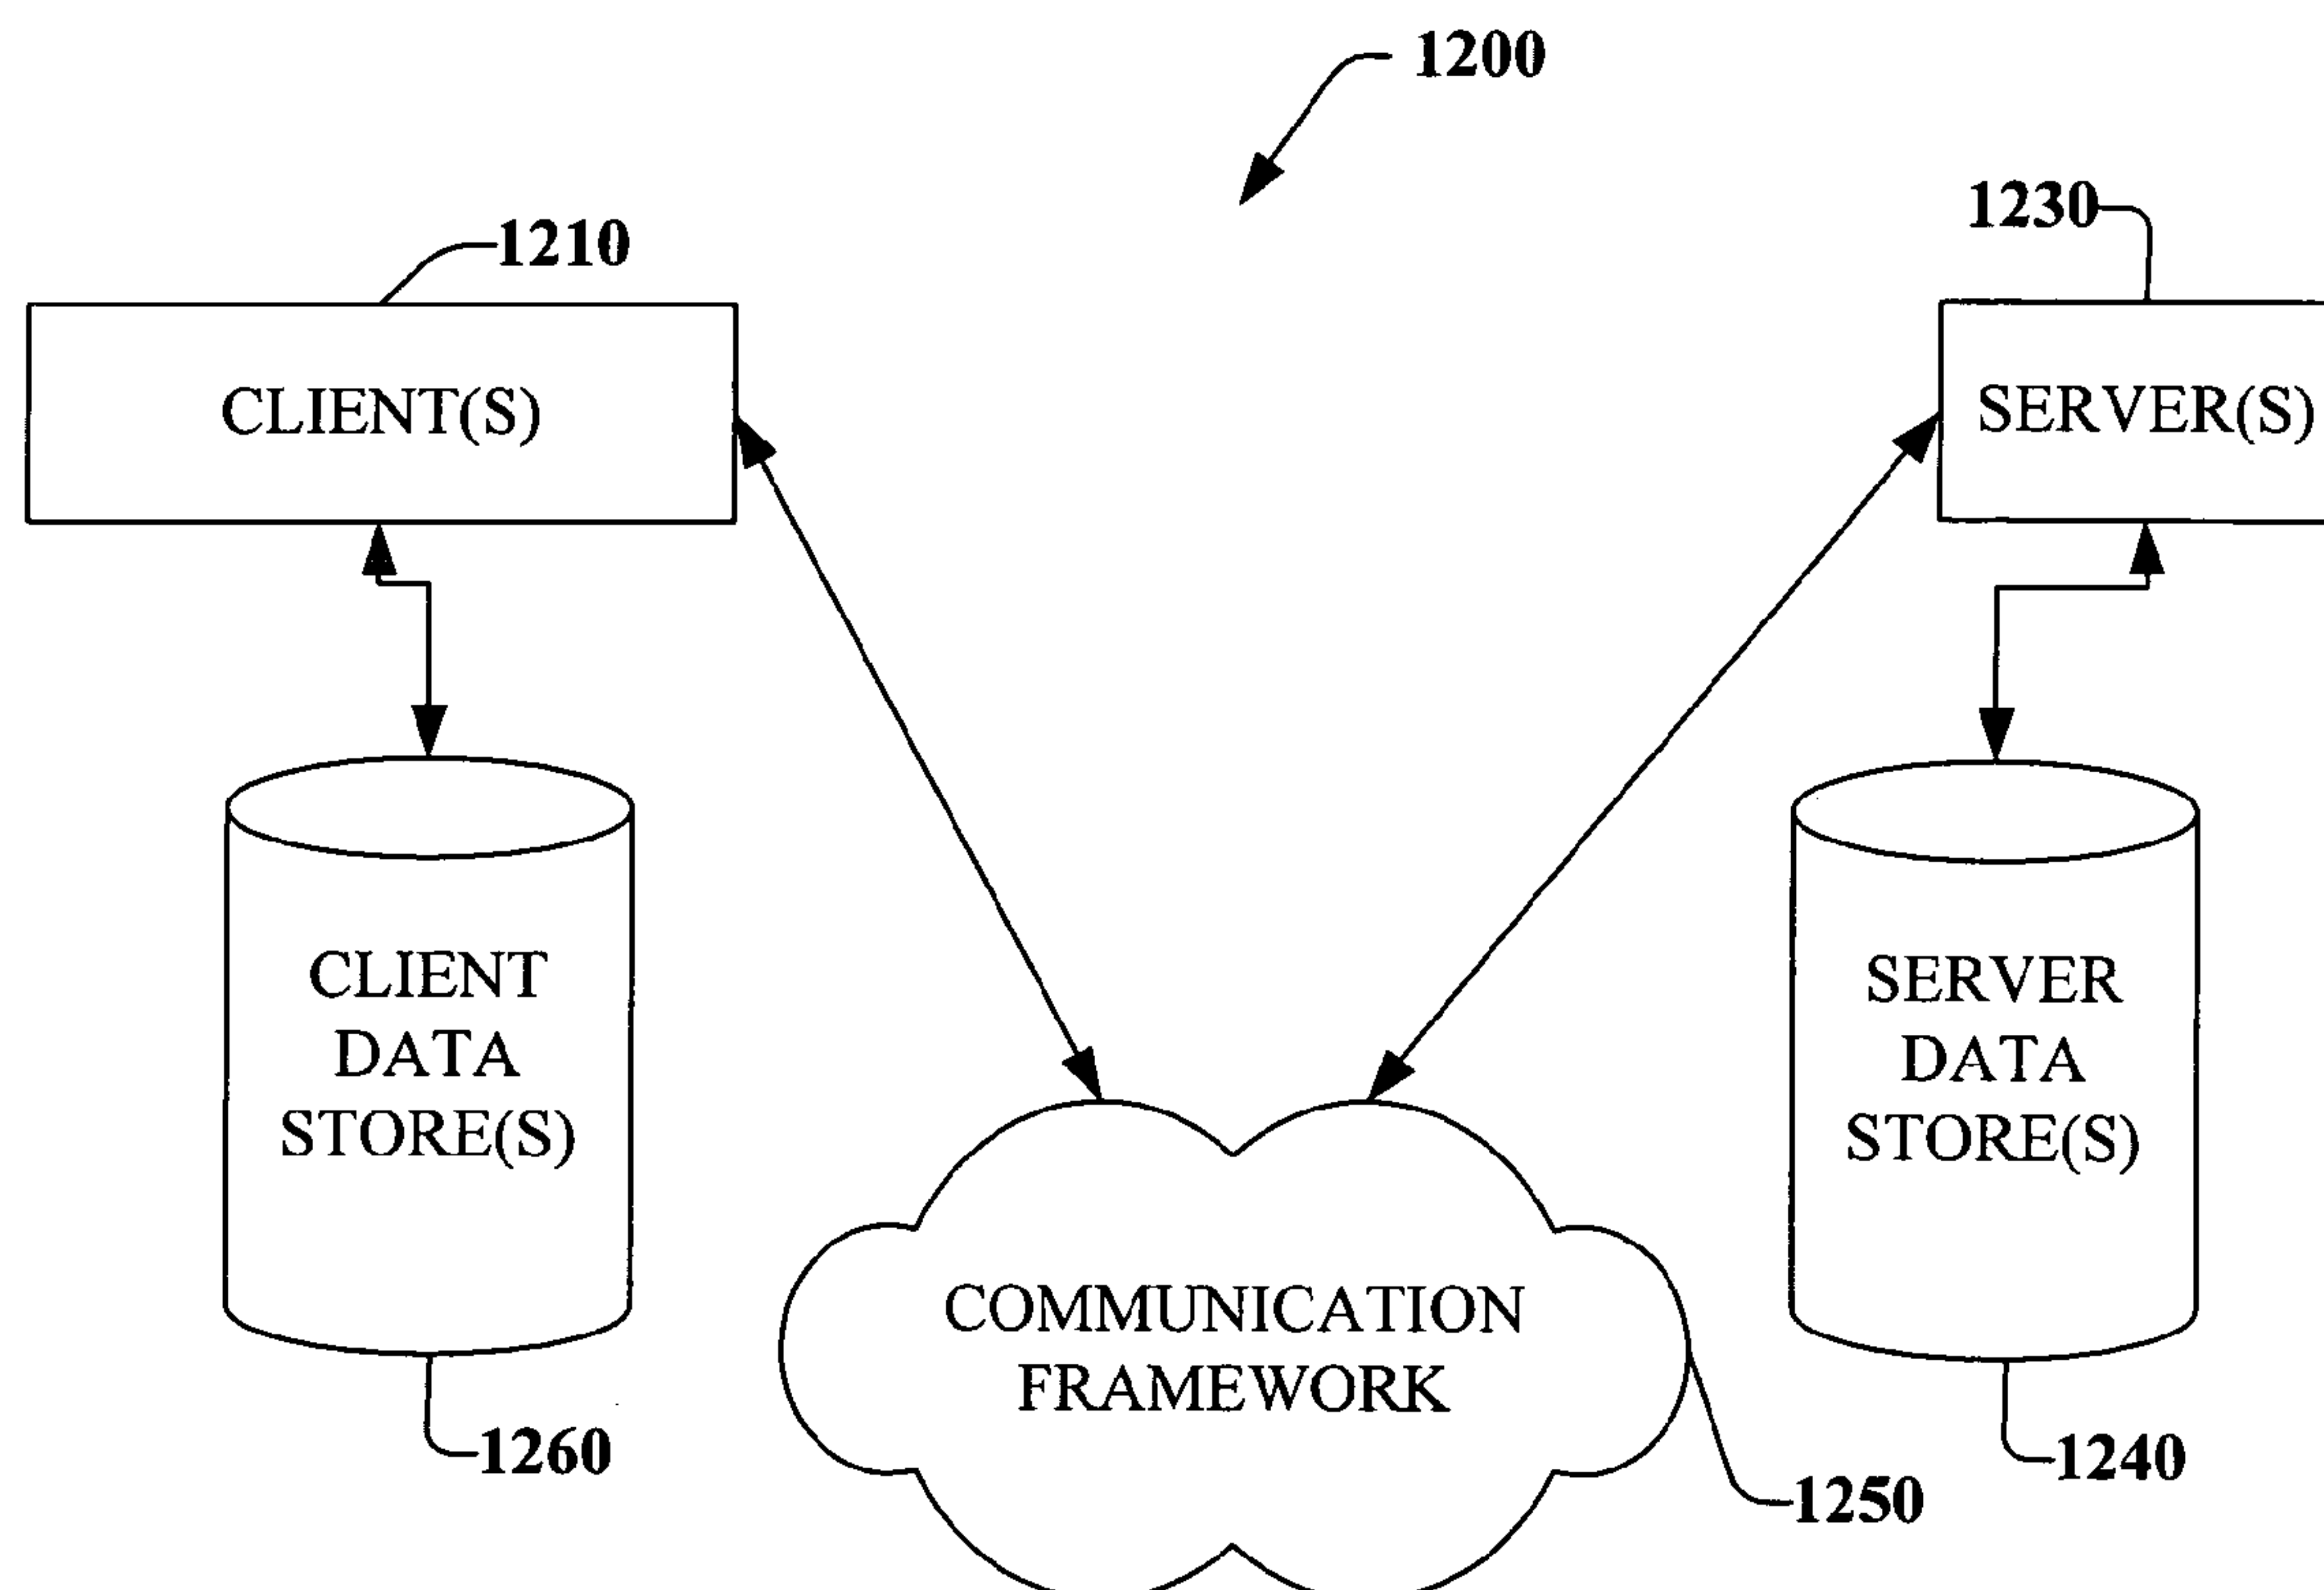 1200
1210
1230
CLIENT(S)
SERVER(S)
CLIENT
DATA
STORE(S)
SERVER
DATA
STORE(S)
COMMUNICATION
FRAMEWORK
1260
1240
1250